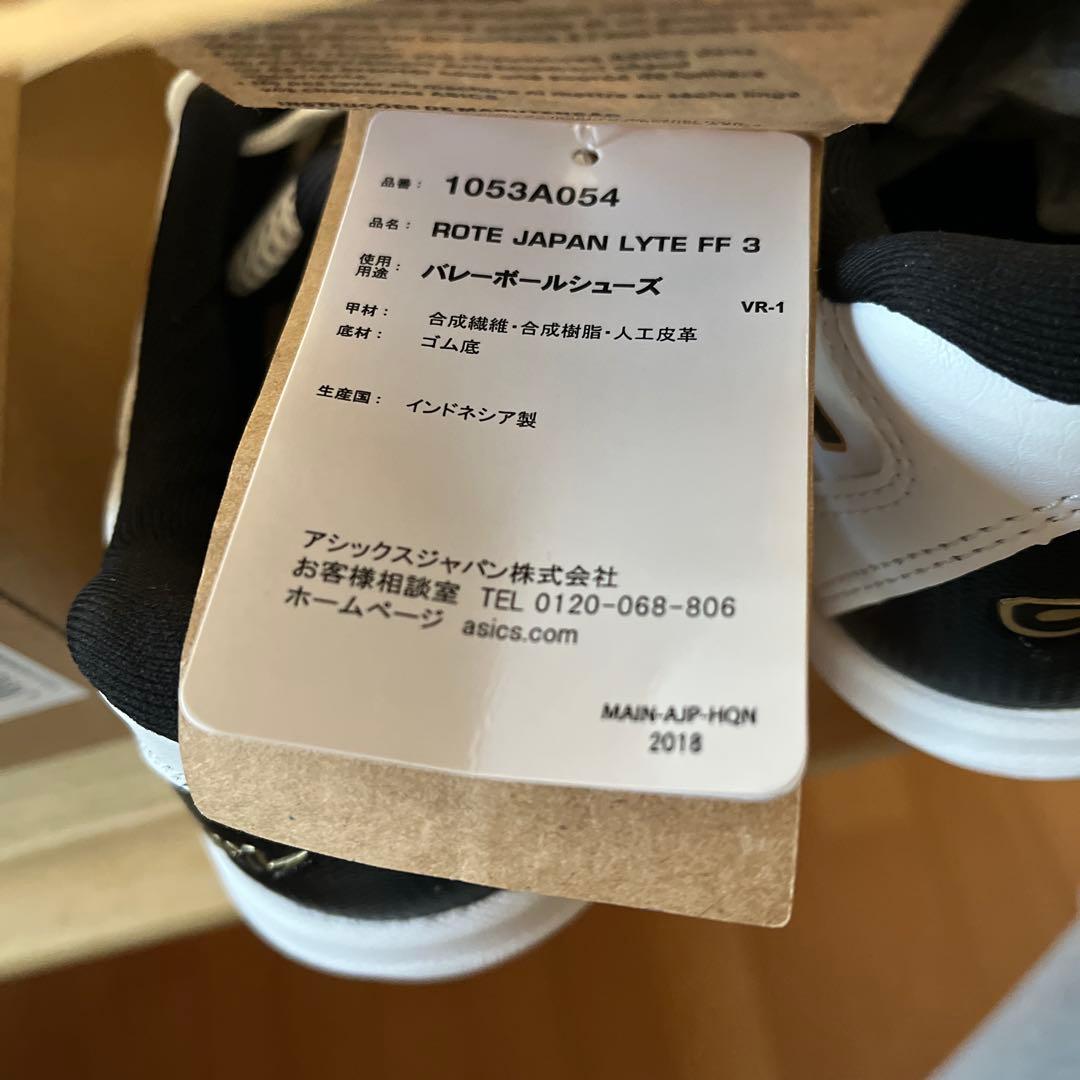 品番: 1053A054
品名: ROTE JAPAN LYTE FF 3
使用用途: バレーボールシューズ
VR-1
甲材: 合成繊維・合成樹脂・人工皮革
底材: ゴム底
生産国: インドネシア製
アシックスジャパン株式会社
お客様相談室 TEL 0120-068-806
ホームページ asics.com
MAIN-AJP-HQN
2018